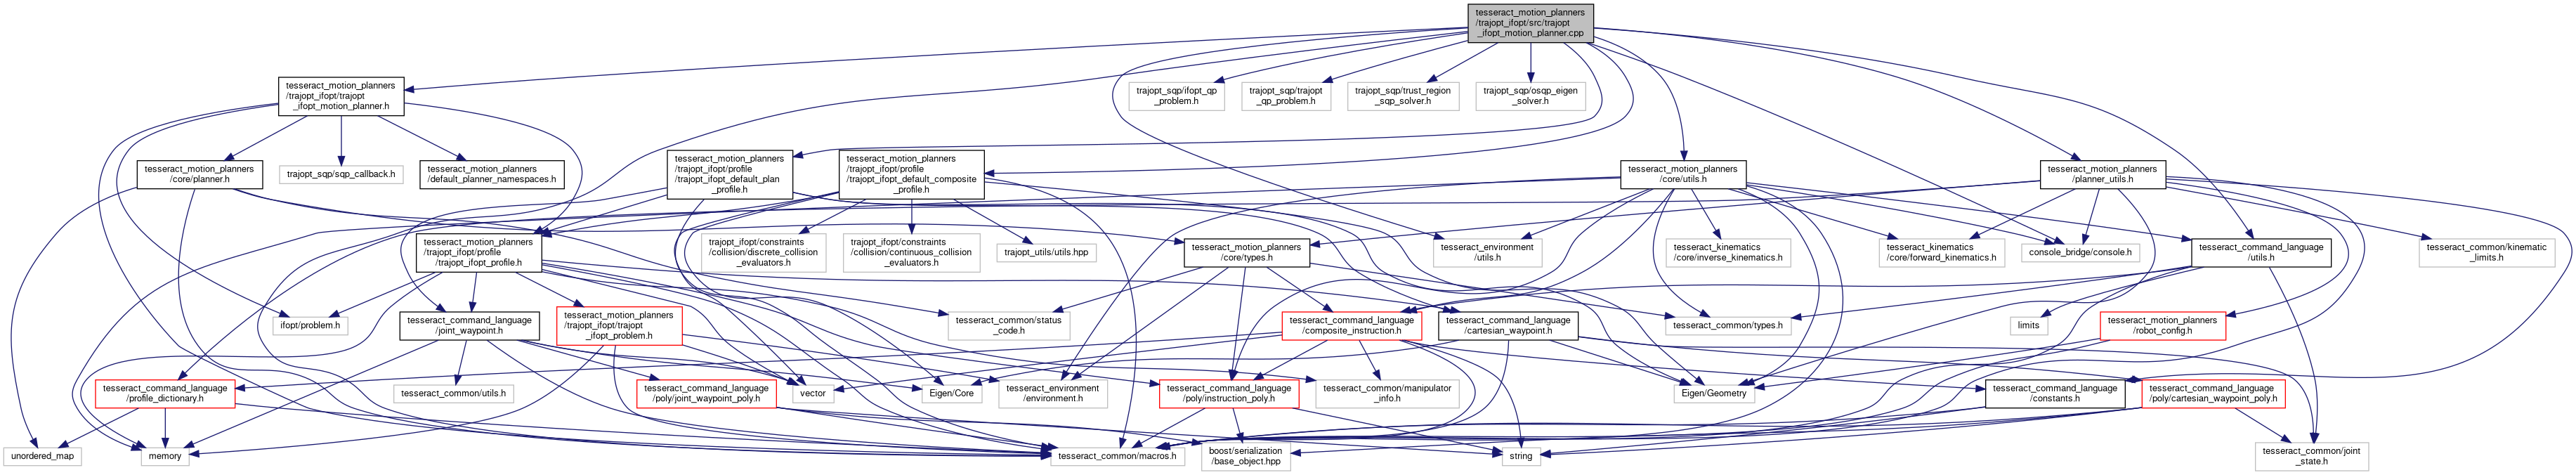 tesseract_motion_planners
/trajopt_ifopt/src/trajopt
_ifopt_motion_planner.cpp
tesseract_motion_planners
/trajopt_ifopt/trajopt
_ifopt_motion_planner.h
trajopt_sqp/ifopt_qp
_problem.h
trajopt_sqp/trajopt
_qp_problem.h
trajopt_sqp/trust_region
_sqp_solver.h
trajopt_sqp/osqp_eigen
_solver.h
tesseract_motion_planners
/core/planner.h
trajopt_sqp/sqp_callback.h
tesseract_motion_planners
/default_planner_namespaces.h
tesseract_motion_planners
/trajopt_ifopt/profile
/trajopt_ifopt_default_plan
_profile.h
tesseract_motion_planners
/trajopt_ifopt/profile
/trajopt_ifopt_default_composite
_profile.h
tesseract_motion_planners
/core/utils.h
tesseract_motion_planners
/planner_utils.h
tesseract_motion_planners
/trajopt_ifopt/profile
/trajopt_ifopt_profile.h
trajopt_ifopt/constraints
/collision/discrete_collision
_evaluators.h
trajopt_ifopt/constraints
/collision/continuous_collision
_evaluators.h
trajopt_utils/utils.hpp
tesseract_motion_planners
/core/types.h
tesseract_environment
/utils.h
tesseract_kinematics
/core/inverse_kinematics.h
tesseract_kinematics
/core/forward_kinematics.h
console_bridge/console.h
tesseract_command_language
/utils.h
tesseract_common/kinematic
_limits.h
ifopt/problem.h
tesseract_command_language
/joint_waypoint.h
tesseract_motion_planners
/trajopt_ifopt/trajopt
_ifopt_problem.h
tesseract_common/status
_code.h
tesseract_command_language
/composite_instruction.h
tesseract_command_language
/cartesian_waypoint.h
tesseract_common/types.h
limits
tesseract_motion_planners
/robot_config.h
tesseract_command_language
/profile_dictionary.h
tesseract_common/utils.h
tesseract_command_language
/poly/joint_waypoint_poly.h
vector
Eigen/Core
tesseract_environment
/environment.h
tesseract_command_language
/poly/instruction_poly.h
tesseract_common/manipulator
_info.h
Eigen/Geometry
tesseract_command_language
/constants.h
tesseract_command_language
/poly/cartesian_waypoint_poly.h
unordered_map
memory
tesseract_common/macros.h
boost/serialization
/base_object.hpp
string
tesseract_common/joint
_state.h